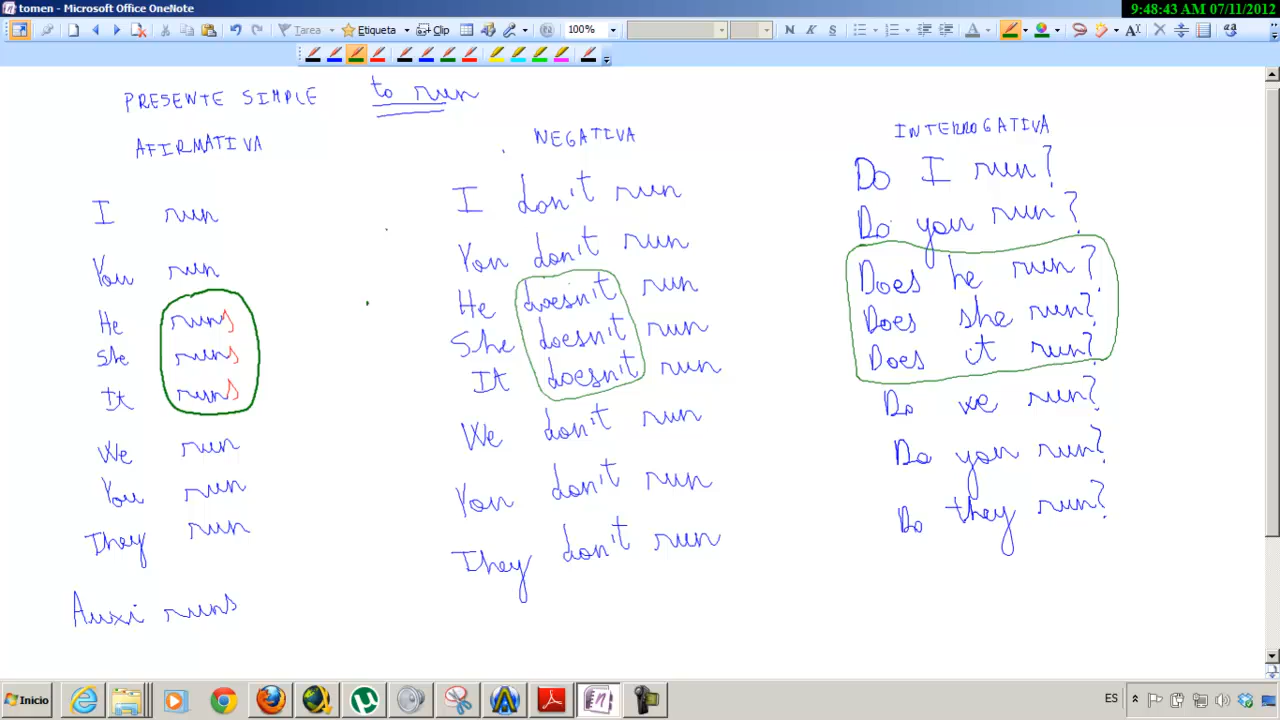 tomen - Microsoft Office OneNote
9:48:43 AM 07/11/2012
Tarea Etiqueta Clip 100% N K S
PRESENTE SIMPLE to run
AFIRMATIVA
I run
You run
He runs
She runs
It runs
We run
You run
They run
Auxi runs
NEGATIVA
I don't run
You don't run
He doesn't run
She doesn't run
It doesn't run
We don't run
You don't run
They don't run
INTERROGATIVA
Do I run?
Do you run?
Does he run?
Does she run?
Does it run?
Do we run?
Do you run?
Do they run?
Inicio
ES